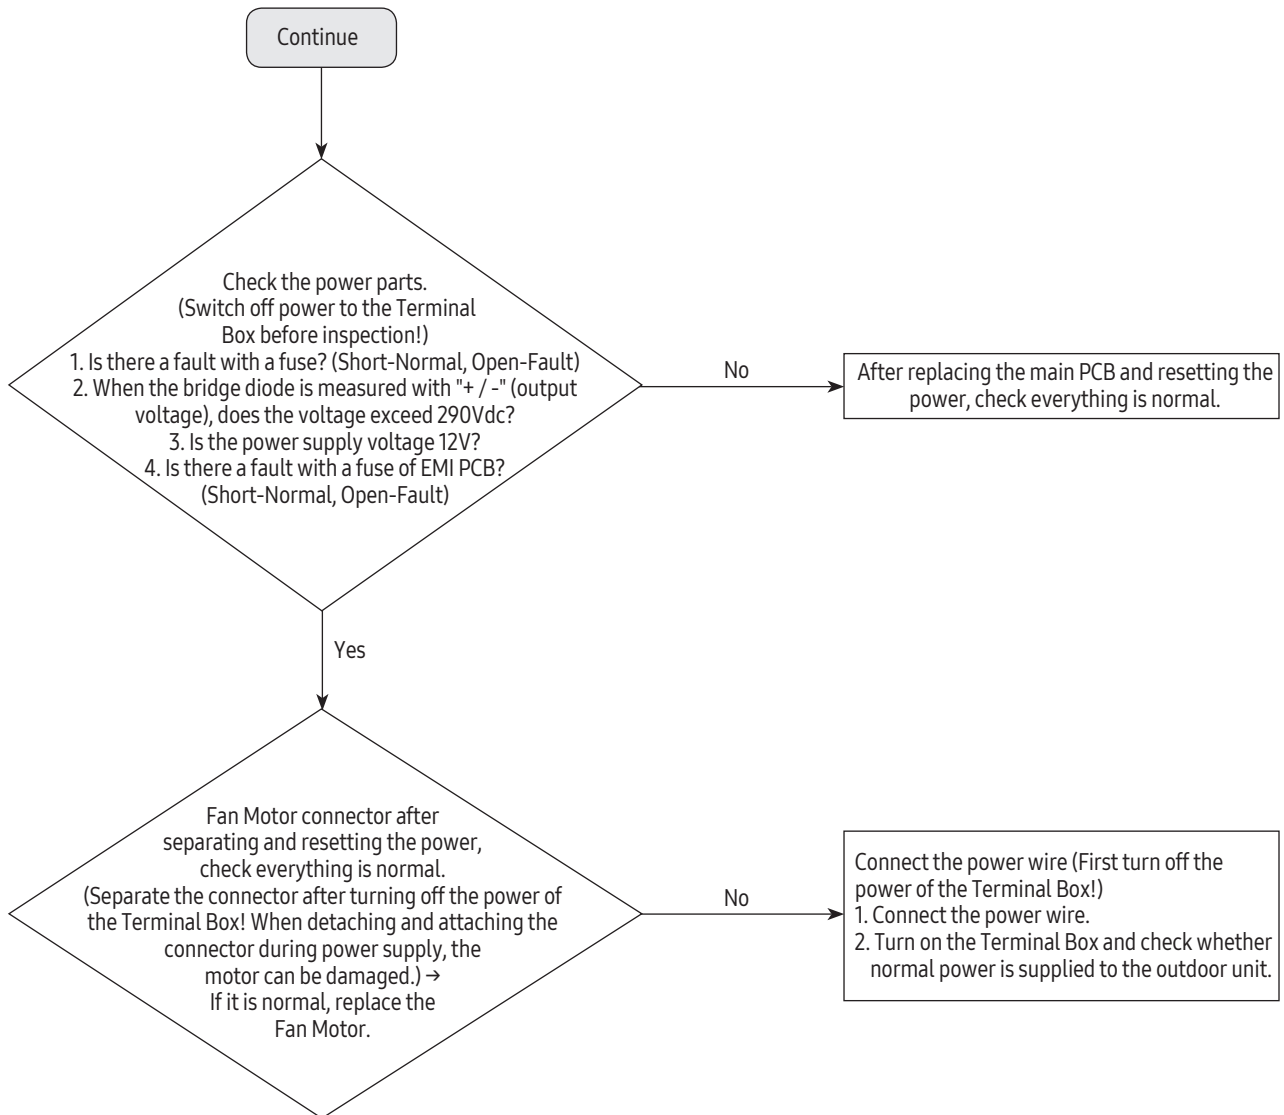 Continue
Check the power parts.
(Switch off power to the Terminal
Box before inspection!)
1. Is there a fault with a fuse? (Short-Normal, Open-Fault)
2. When the bridge diode is measured with "+ / -" (output
voltage), does the voltage exceed 290Vdc?
3. Is the power supply voltage 12V?
4. Is there a fault with a fuse of EMI PCB?
(Short-Normal, Open-Fault)
No
After replacing the main PCB and resetting the
power, check everything is normal.
Yes
Fan Motor connector after
separating and resetting the power,
check everything is normal.
(Separate the connector after turning off the power of
the Terminal Box! When detaching and attaching the
connector during power supply, the
motor can be damaged.) →
If it is normal, replace the
Fan Motor.
No
Connect the power wire (First turn off the
power of the Terminal Box!)
1. Connect the power wire.
2. Turn on the Terminal Box and check whether
normal power is supplied to the outdoor unit.